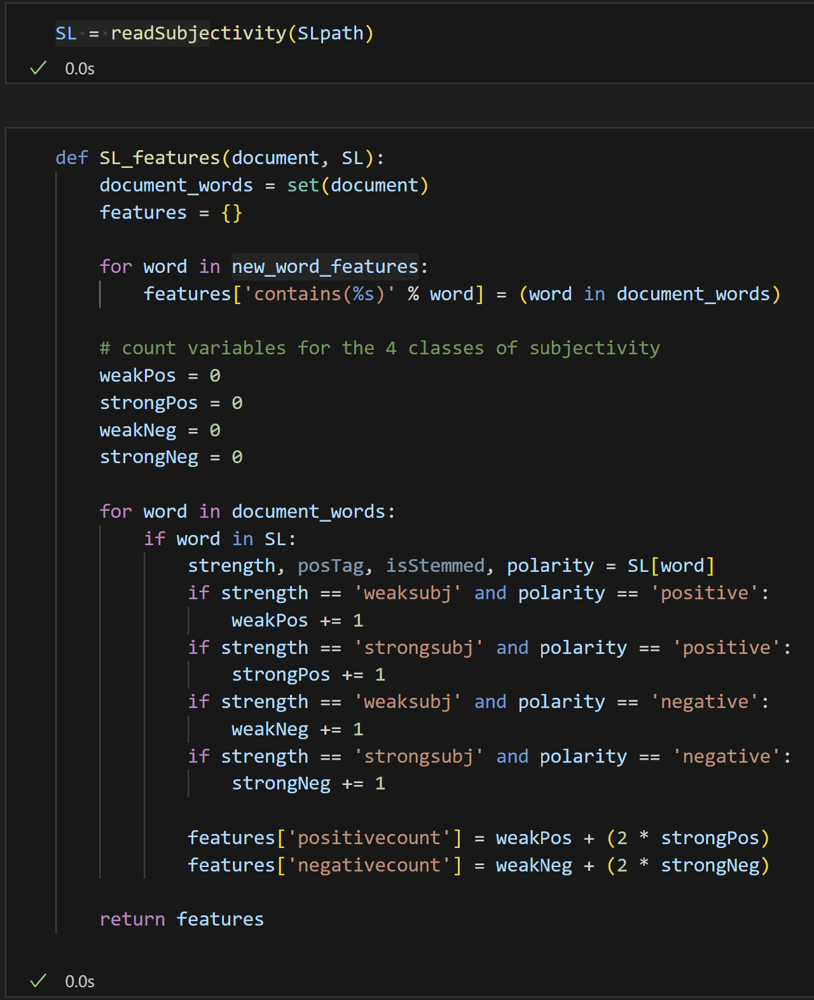 SL = readSubjectivity(SLpath)
0.0s
def SL_features(document, SL):
    document_words = set(document)
    features = {}

    for word in new_word_features:
        features['contains(%s)' % word] = (word in document_words)

    # count variables for the 4 classes of subjectivity
    weakPos = 0
    strongPos = 0
    weakNeg = 0
    strongNeg = 0

    for word in document_words:
        if word in SL:
            strength, posTag, isStemmed, polarity = SL[word]
            if strength == 'weaksubj' and polarity == 'positive':
                weakPos += 1
            if strength == 'strongsubj' and polarity == 'positive':
                strongPos += 1
            if strength == 'weaksubj' and polarity == 'negative':
                weakNeg += 1
            if strength == 'strongsubj' and polarity == 'negative':
                strongNeg += 1

            features['positivecount'] = weakPos + (2 * strongPos)
            features['negativecount'] = weakNeg + (2 * strongNeg)

    return features
0.0s